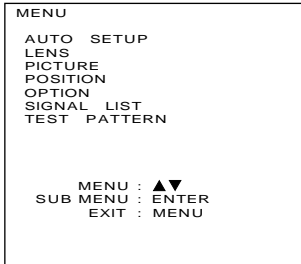 MENU
AUTO SETUP
LENS
PICTURE
POSITION
OPTION
SIGNAL LIST
TEST PATTERN
MENU : ▲▼
SUB MENU : ENTER
EXIT : MENU